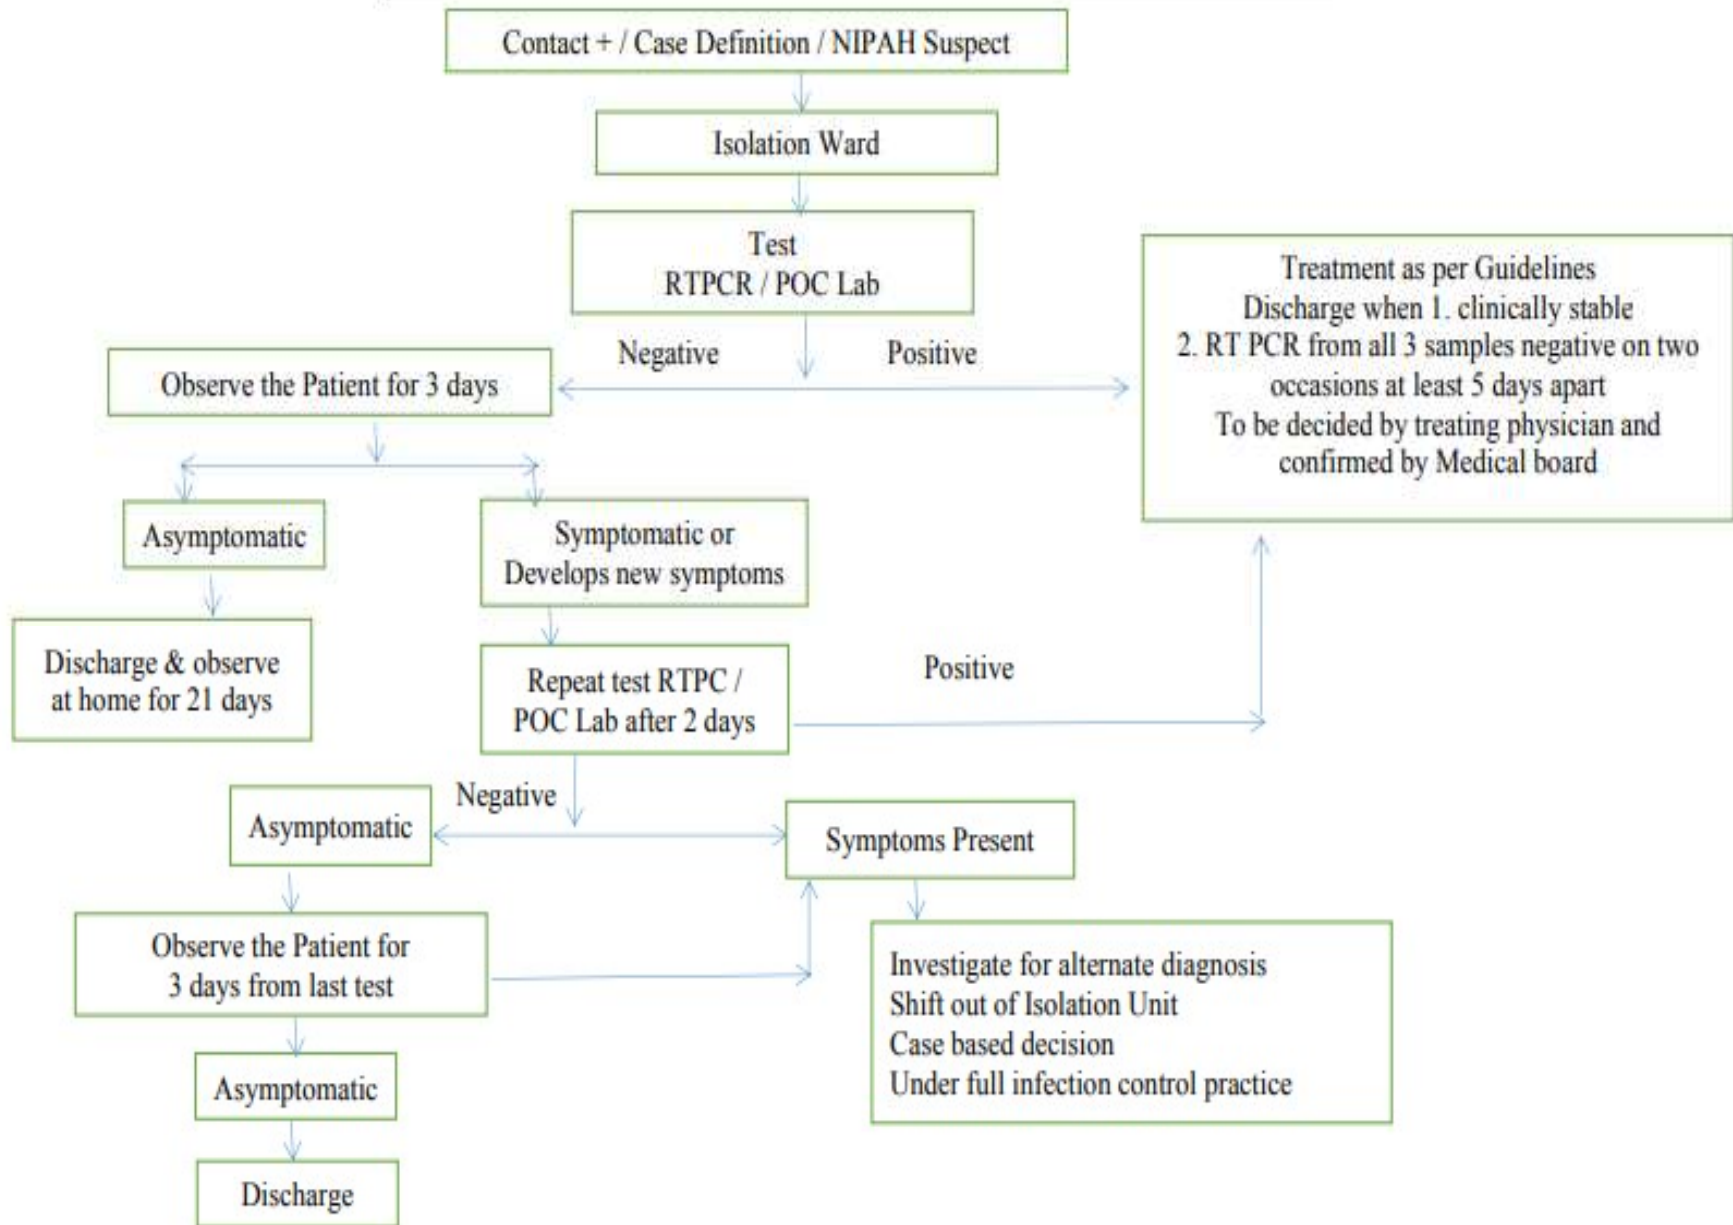 Contact + / Case Definition / NIPAH Suspect
Isolation Ward
Test
RTPCR / POC Lab
Negative
Positive
Observe the Patient for 3 days
Treatment as per Guidelines
Discharge when 1. clinically stable
2. RT PCR from all 3 samples negative on two
occasions at least 5 days apart
To be decided by treating physician and
confirmed by Medical board
Asymptomatic
Symptomatic or
Develops new symptoms
Discharge & observe
at home for 21 days
Repeat test RTPC /
POC Lab after 2 days
Positive
Negative
Asymptomatic
Symptoms Present
Observe the Patient for
3 days from last test
Investigate for alternate diagnosis
Shift out of Isolation Unit
Case based decision
Under full infection control practice
Asymptomatic
Discharge